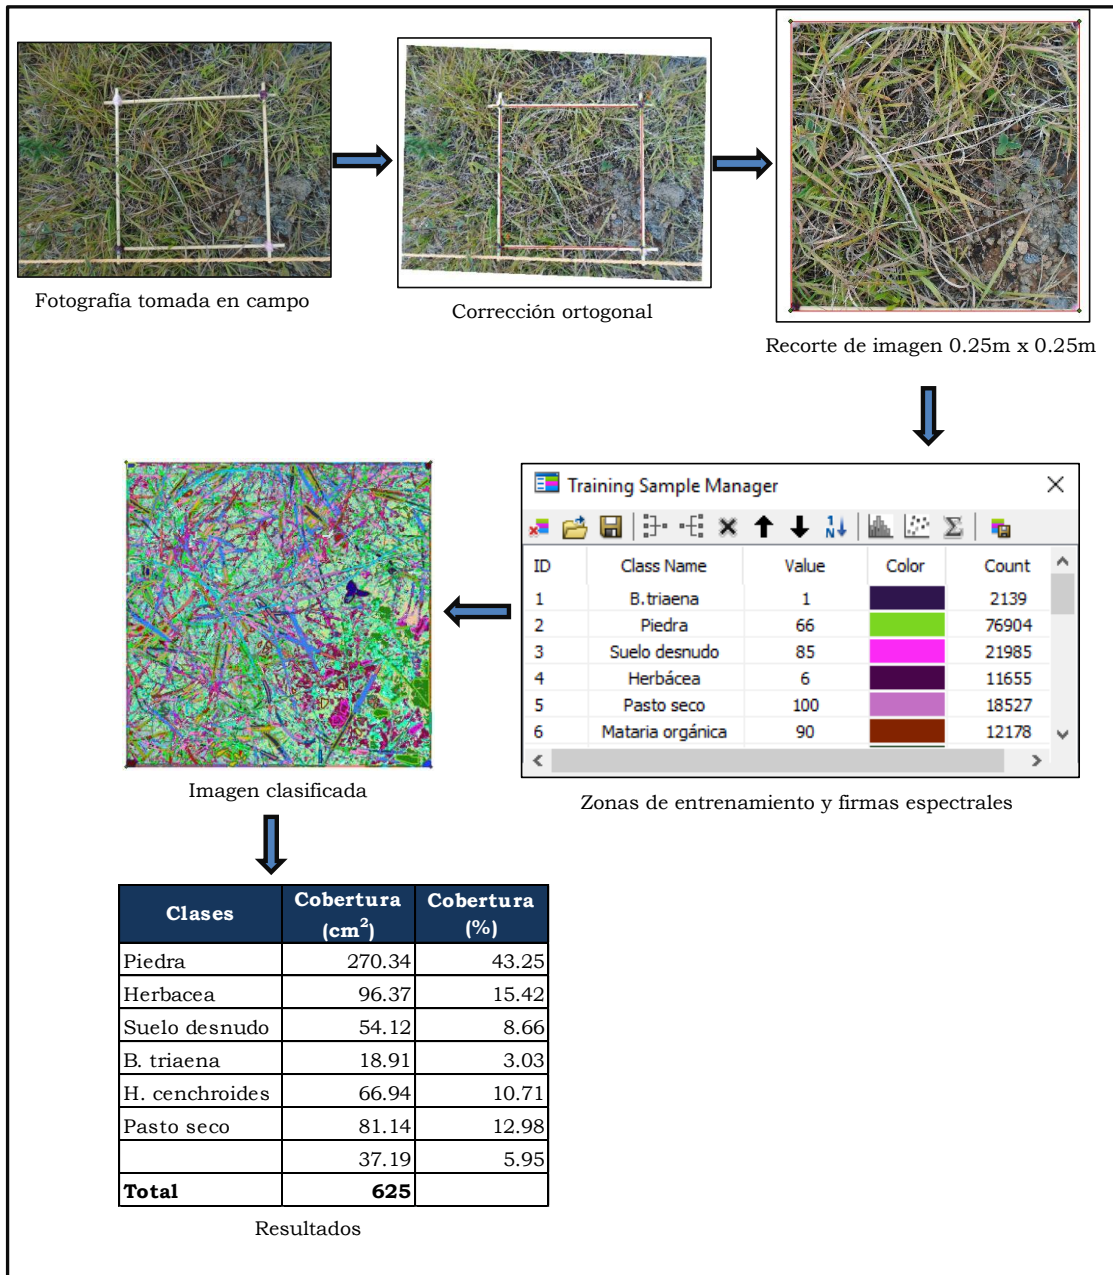 Fotografía tomada en campo
Corrección ortogonal
Recorte de imagen 0.25m x 0.25m
Training Sample Manager
ID Class Name Value Color Count
1 B.triaena 1 2139
2 Piedra 66 76904
3 Suelo desnudo 85 21985
4 Herbácea 6 11655
5 Pasto seco 100 18527
6 Mataria orgánica 90 12178
Zonas de entrenamiento y firmas espectrales
Imagen clasificada
Clases Cobertura (cm²) Cobertura (%)
Piedra 270.34 43.25
Herbacea 96.37 15.42
Suelo desnudo 54.12 8.66
B. triaena 18.91 3.03
H. cenchroides 66.94 10.71
Pasto seco 81.14 12.98
37.19 5.95
Total 625
Resultados